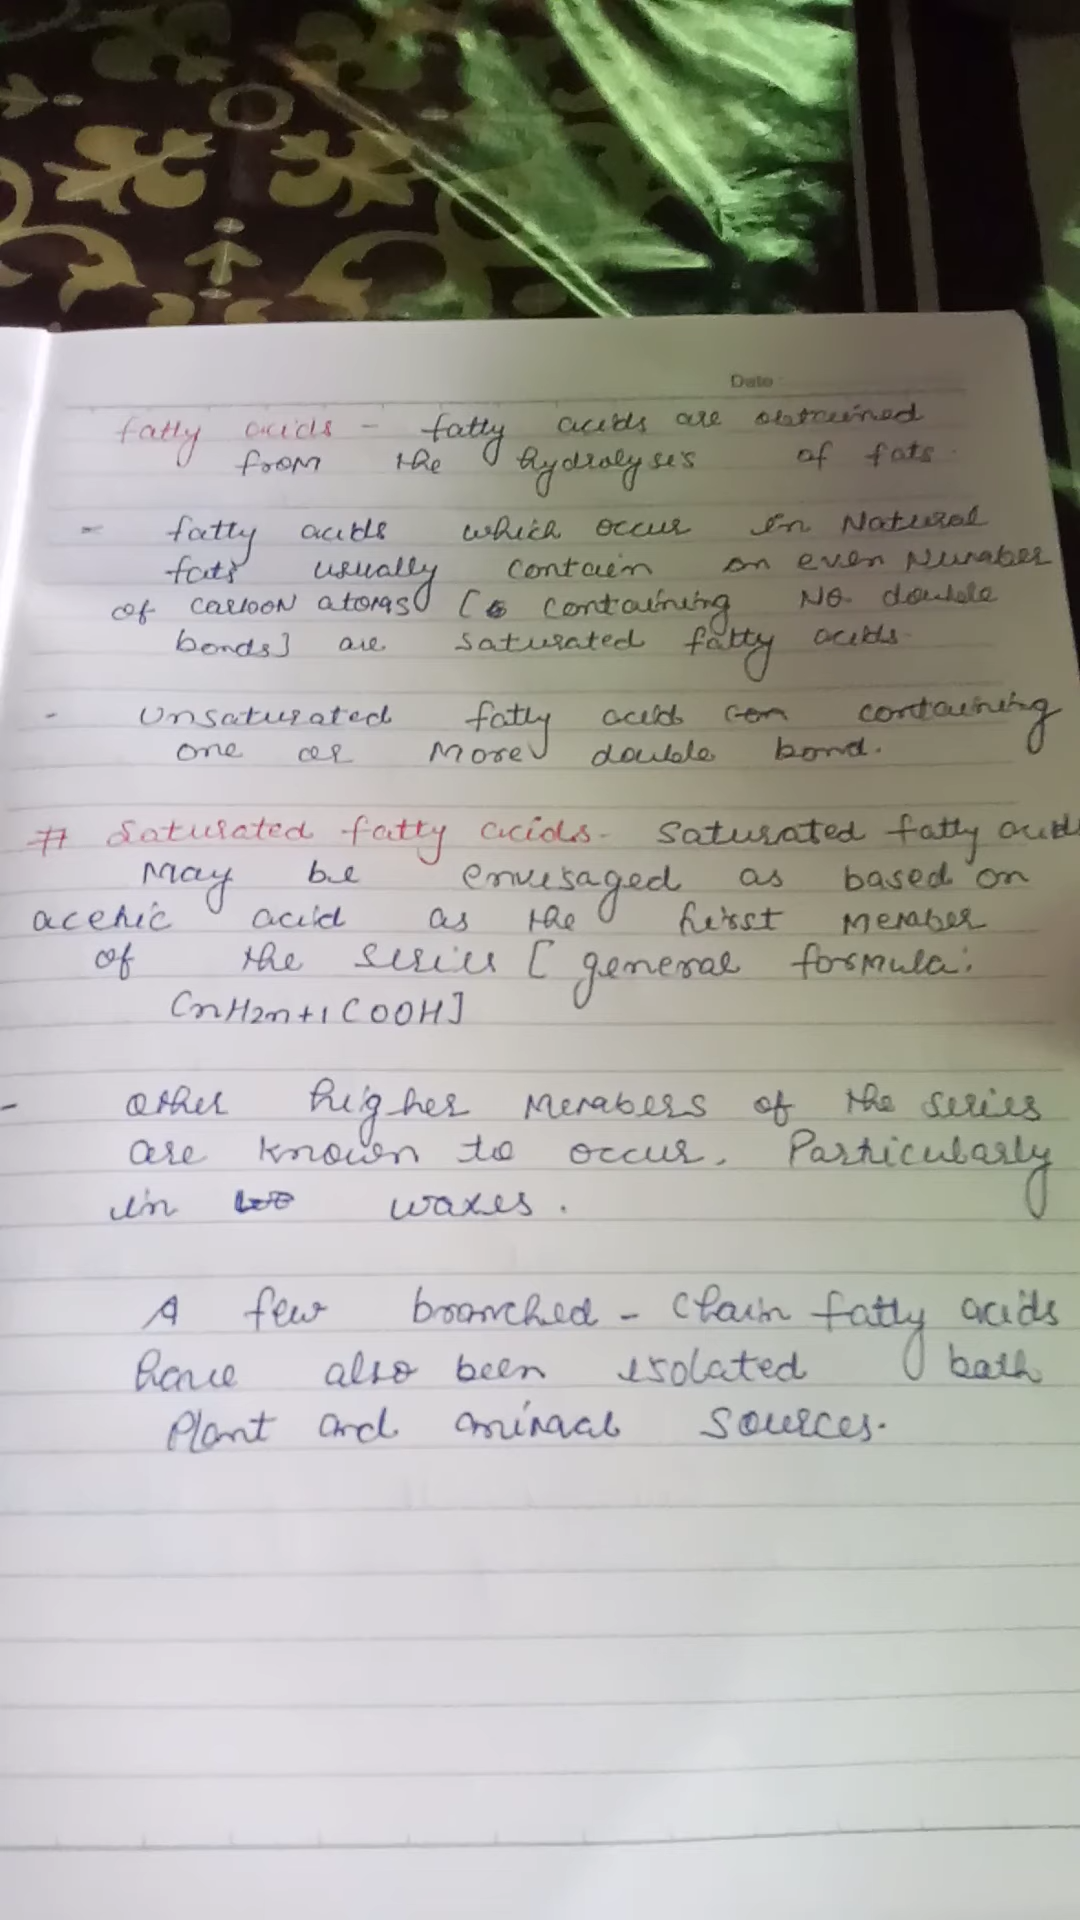 Date
fatty acids - fatty acids are obtained
from the hydrolyses of fats.
- fatty acids which occur in Natural
fats usually contain an even Number
of carbon atoms [ containing No double
bonds] are saturated fatty acids.
- Unsaturated fatty acids con containing
one or More double bond.
# Saturated fatty acids - Saturated fatty acids
May be envisaged as based on
acetic acid as the first Member
of the series [ general formula:
CnH2n+1COOH]
- other higher Members of the series
are known to occur. Particularly
in waxes.
A few branched - chain fatty acids
have also been isolated both
Plant and animal sources.